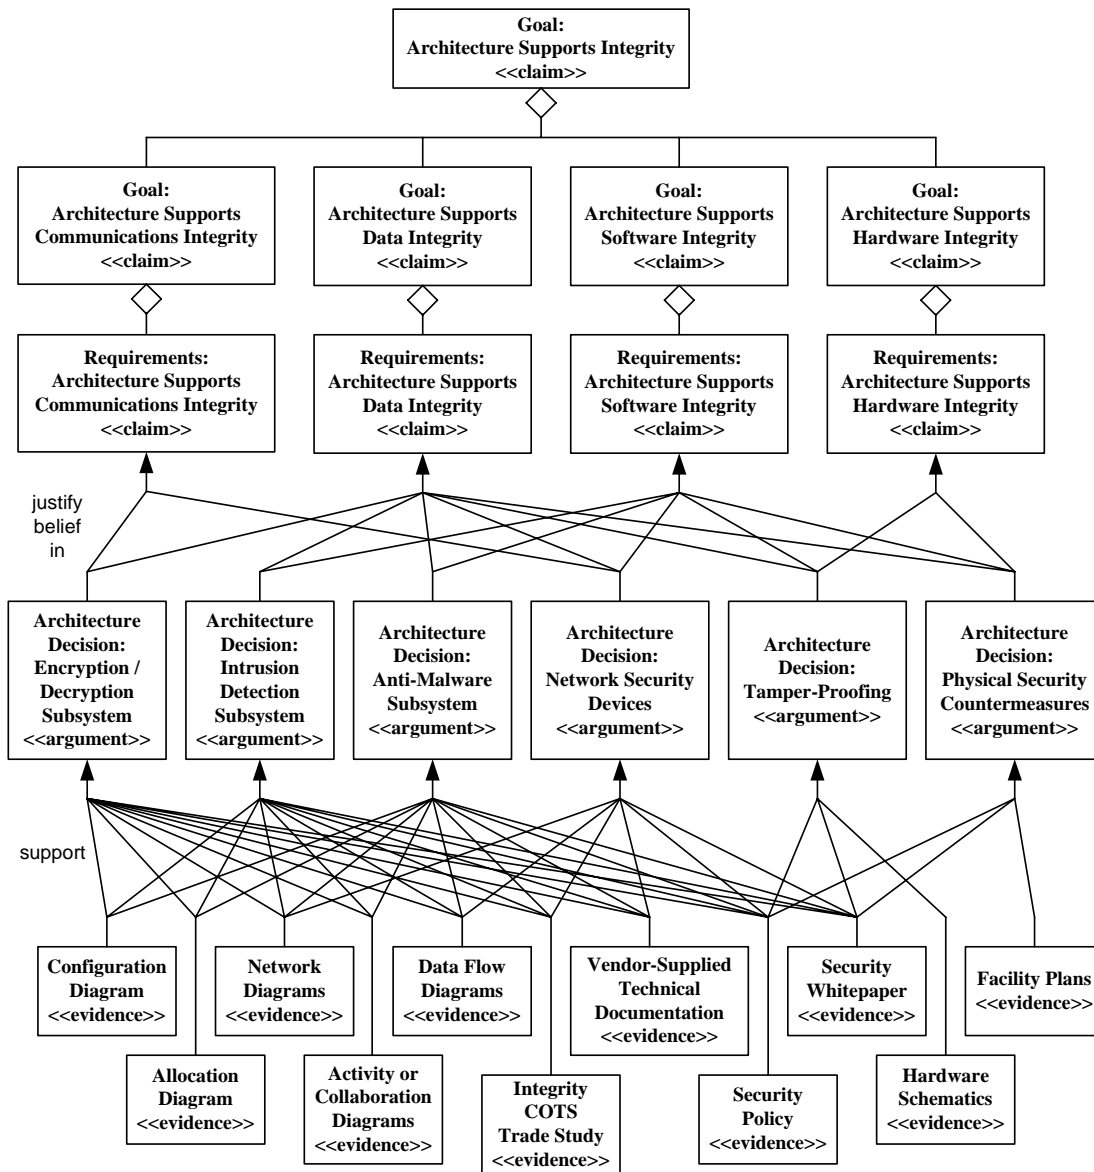 Goal:
Architecture Supports Integrity
<<claim>>
Goal:
Architecture Supports
Communications Integrity
<<claim>>
Goal:
Architecture Supports
Data Integrity
<<claim>>
Goal:
Architecture Supports
Software Integrity
<<claim>>
Goal:
Architecture Supports
Hardware Integrity
<<claim>>
Requirements:
Architecture Supports
Communications Integrity
<<claim>>
Requirements:
Architecture Supports
Data Integrity
<<claim>>
Requirements:
Architecture Supports
Software Integrity
<<claim>>
Requirements:
Architecture Supports
Hardware Integrity
<<claim>>
justify
belief
in
Architecture
Decision:
Encryption /
Decryption
Subsystem
<<argument>>
Architecture
Decision:
Intrusion
Detection
Subsystem
<<argument>>
Architecture
Decision:
Anti-Malware
Subsystem
<<argument>>
Architecture
Decision:
Network Security
Devices
<<argument>>
Architecture
Decision:
Tamper-Proofing
<<argument>>
Architecture
Decision:
Physical Security
Countermeasures
<<argument>>
support
Configuration
Diagram
<<evidence>>
Network
Diagrams
<<evidence>>
Data Flow
Diagrams
<<evidence>>
Vendor-Supplied
Technical
Documentation
<<evidence>>
Security
Whitepaper
<<evidence>>
Facility Plans
<<evidence>>
Allocation
Diagram
<<evidence>>
Activity or
Collaboration
Diagrams
<<evidence>>
Integrity
COTS
Trade Study
<<evidence>>
Security
Policy
<<evidence>>
Hardware
Schematics
<<evidence>>